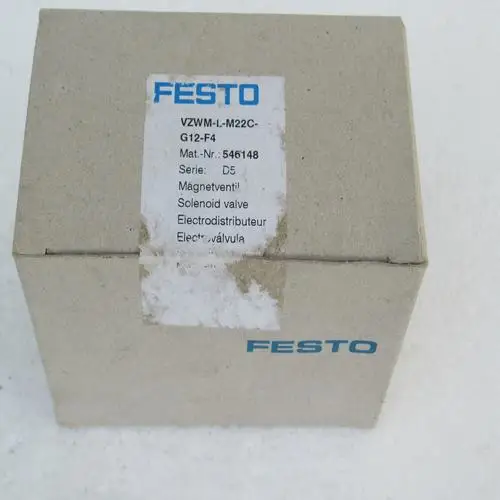 FESTO
VZWM-L-M22C-
G12-F4
Mat.-Nr.: 546148
Serie: D5
Magnetventil
Solenoid valve
Electrodistributeur
Electroválvula
FESTO